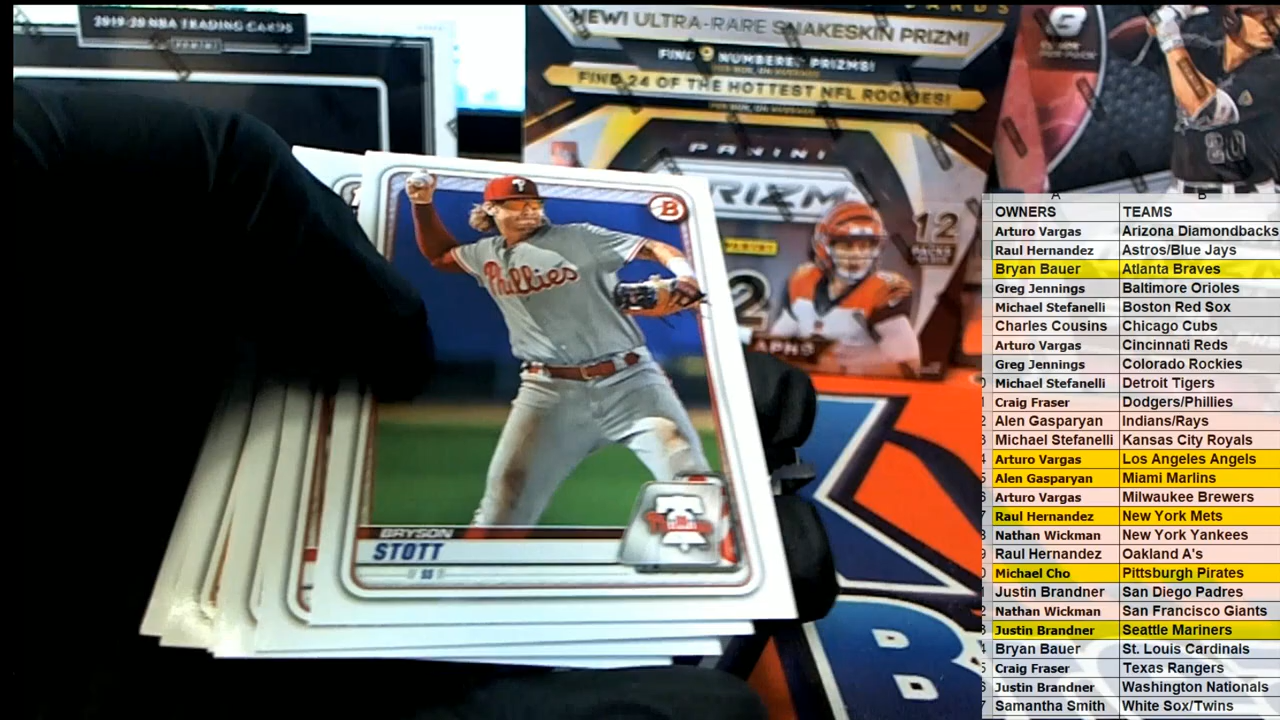 2019-20 NBA TRADING CARDS
PANINI
NEW! ULTRA-RARE SNAKESKIN PRIZM!
FIND 9 NUMBERED PRIZMS!
FIND 24 OF THE HOTTEST NFL ROOKIES!
PANINI
PRIZM
PANINI
12
PACKS
2
B
Phillies
BRYSON
STOTT
SS
A B
OWNERS TEAMS
Arturo Vargas Arizona Diamondbacks
Raul Hernandez Astros/Blue Jays
Bryan Bauer Atlanta Braves
Greg Jennings Baltimore Orioles
Michael Stefanelli Boston Red Sox
Charles Cousins Chicago Cubs
Arturo Vargas Cincinnati Reds
Greg Jennings Colorado Rockies
Michael Stefanelli Detroit Tigers
Craig Fraser Dodgers/Phillies
Alen Gasparyan Indians/Rays
Michael Stefanelli Kansas City Royals
Arturo Vargas Los Angeles Angels
Alen Gasparyan Miami Marlins
Arturo Vargas Milwaukee Brewers
Raul Hernandez New York Mets
Nathan Wickman New York Yankees
Raul Hernandez Oakland A's
Michael Cho Pittsburgh Pirates
Justin Brandner San Diego Padres
Nathan Wickman San Francisco Giants
Justin Brandner Seattle Mariners
Bryan Bauer St. Louis Cardinals
Craig Fraser Texas Rangers
Justin Brandner Washington Nationals
Samantha Smith White Sox/Twins